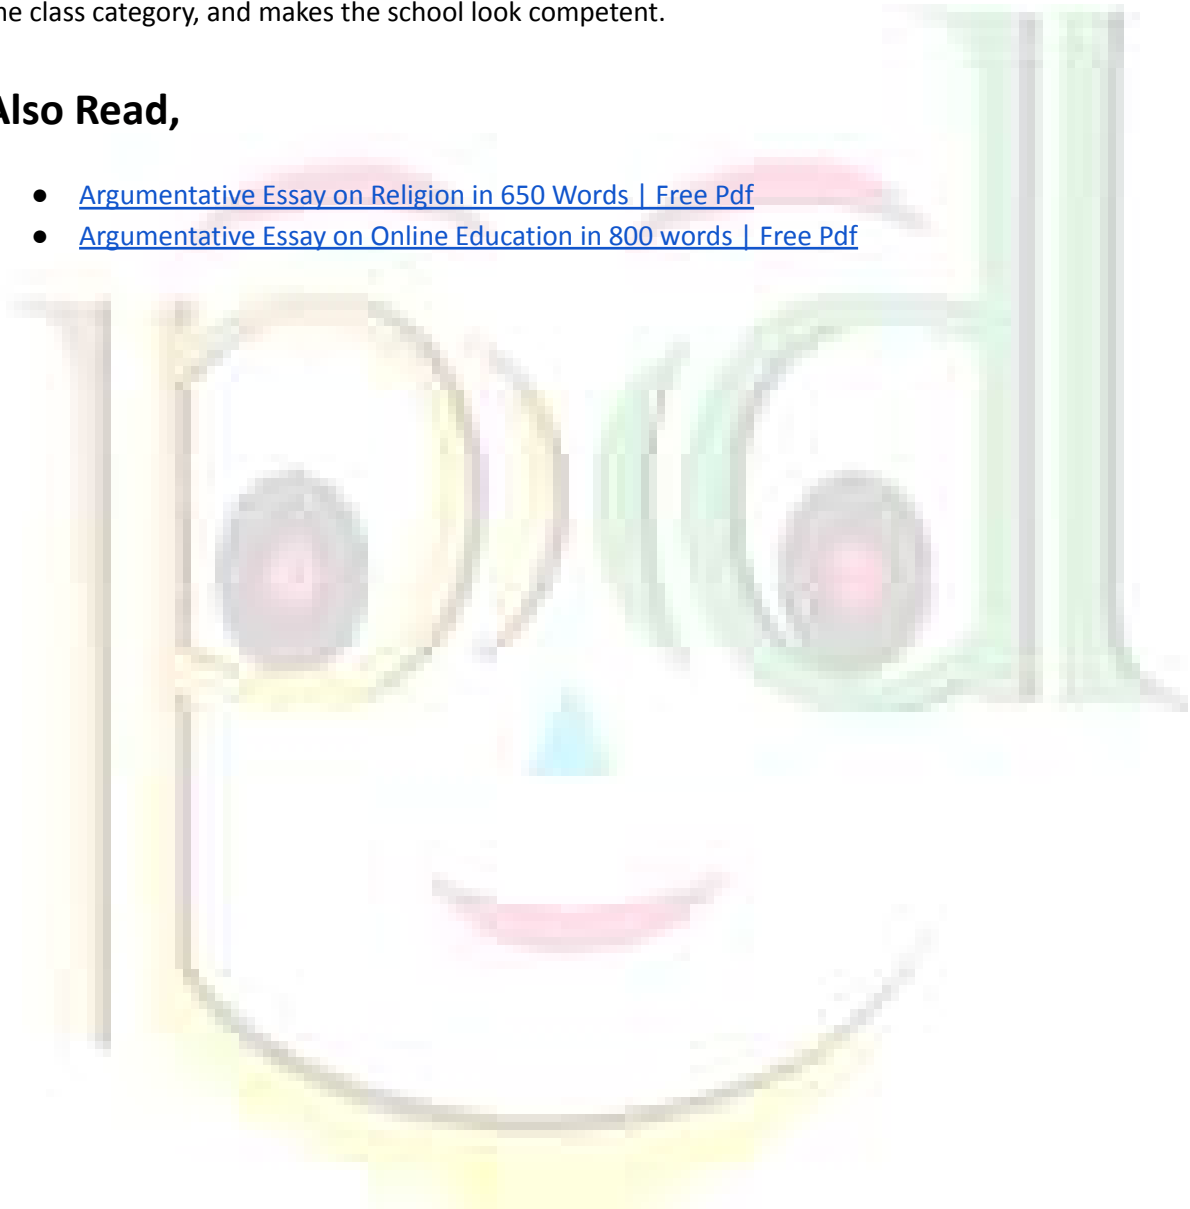 ne class category, and makes the school look competent.
Also Read,
● Argumentative Essay on Religion in 650 Words | Free Pdf
● Argumentative Essay on Online Education in 800 words | Free Pdf